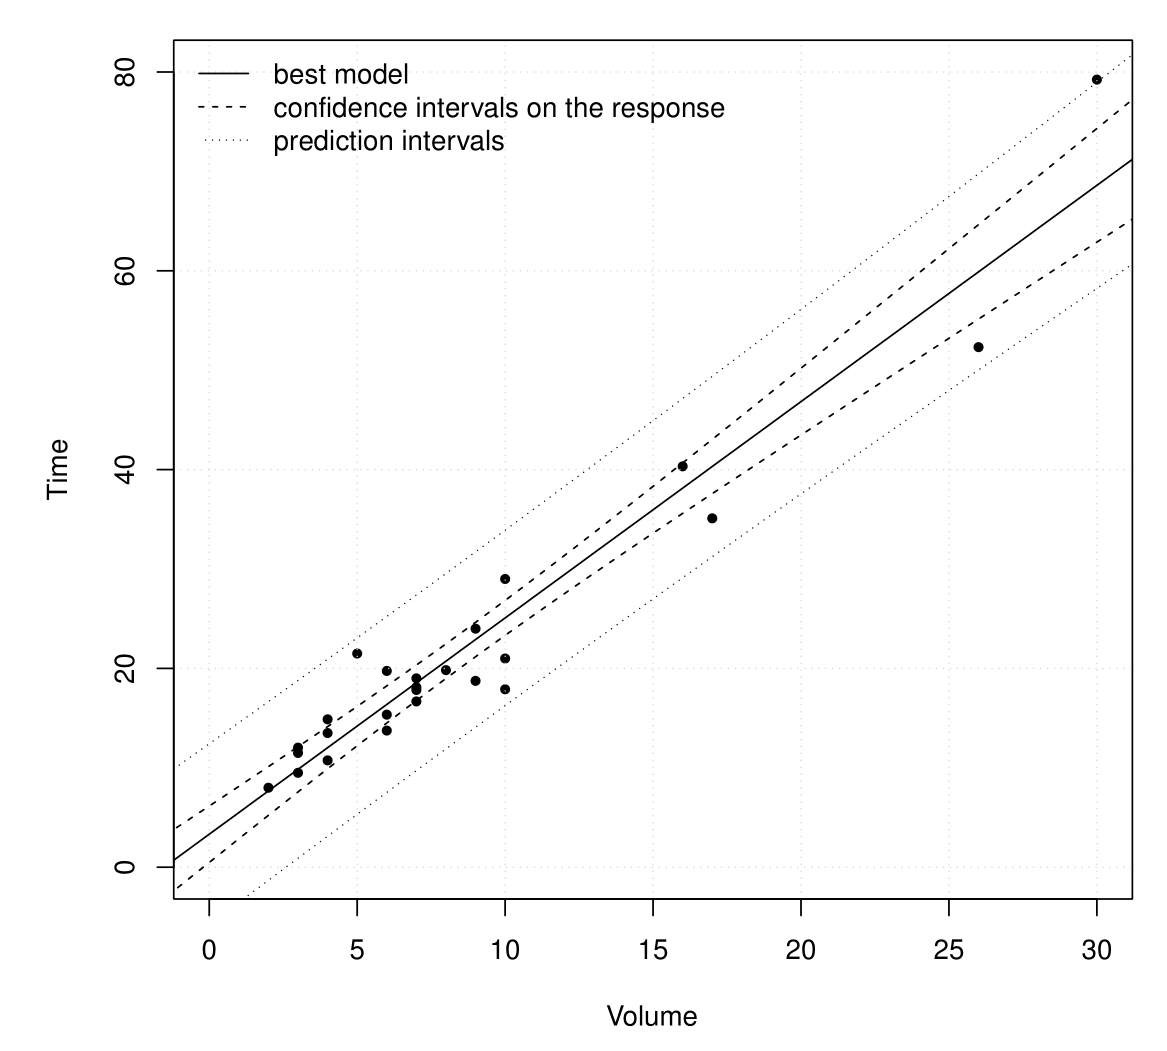 best model
confidence intervals on the response
prediction intervals
80
60
40
20
0
Time
0 5 10 15 20 25 30
Volume